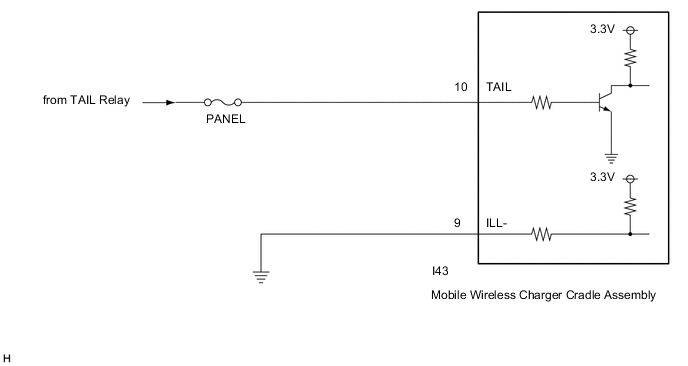 3.3V
10 TAIL
from TAIL Relay
PANEL
3.3V
9 ILL-
I43
Mobile Wireless Charger Cradle Assembly
H